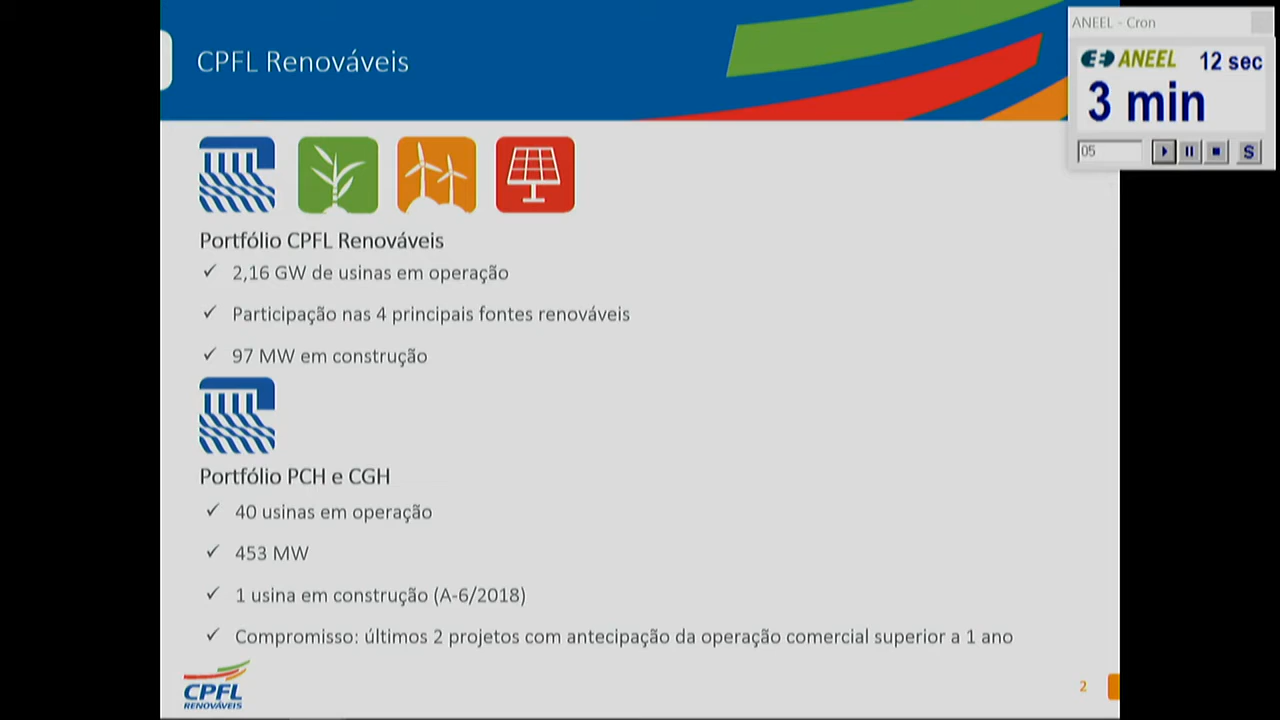 CPFL Renováveis
ANEEL - Cron
ANEEL 12 sec
3 min
05
S
Portfólio CPFL Renováveis
✓ 2,16 GW de usinas em operação
✓ Participação nas 4 principais fontes renováveis
✓ 97 MW em construção
Portfólio PCH e CGH
✓ 40 usinas em operação
✓ 453 MW
✓ 1 usina em construção (A-6/2018)
✓ Compromisso: últimos 2 projetos com antecipação da operação comercial superior a 1 ano
CPFL
RENOVÁVEIS
2